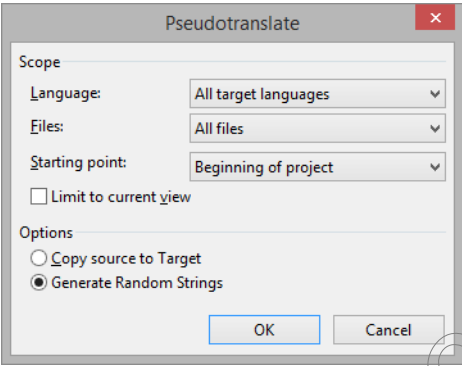 Pseudotranslate
Scope
Language: All target languages
Files: All files
Starting point: Beginning of project
Limit to current view
Options
Copy source to Target
Generate Random Strings
OK Cancel